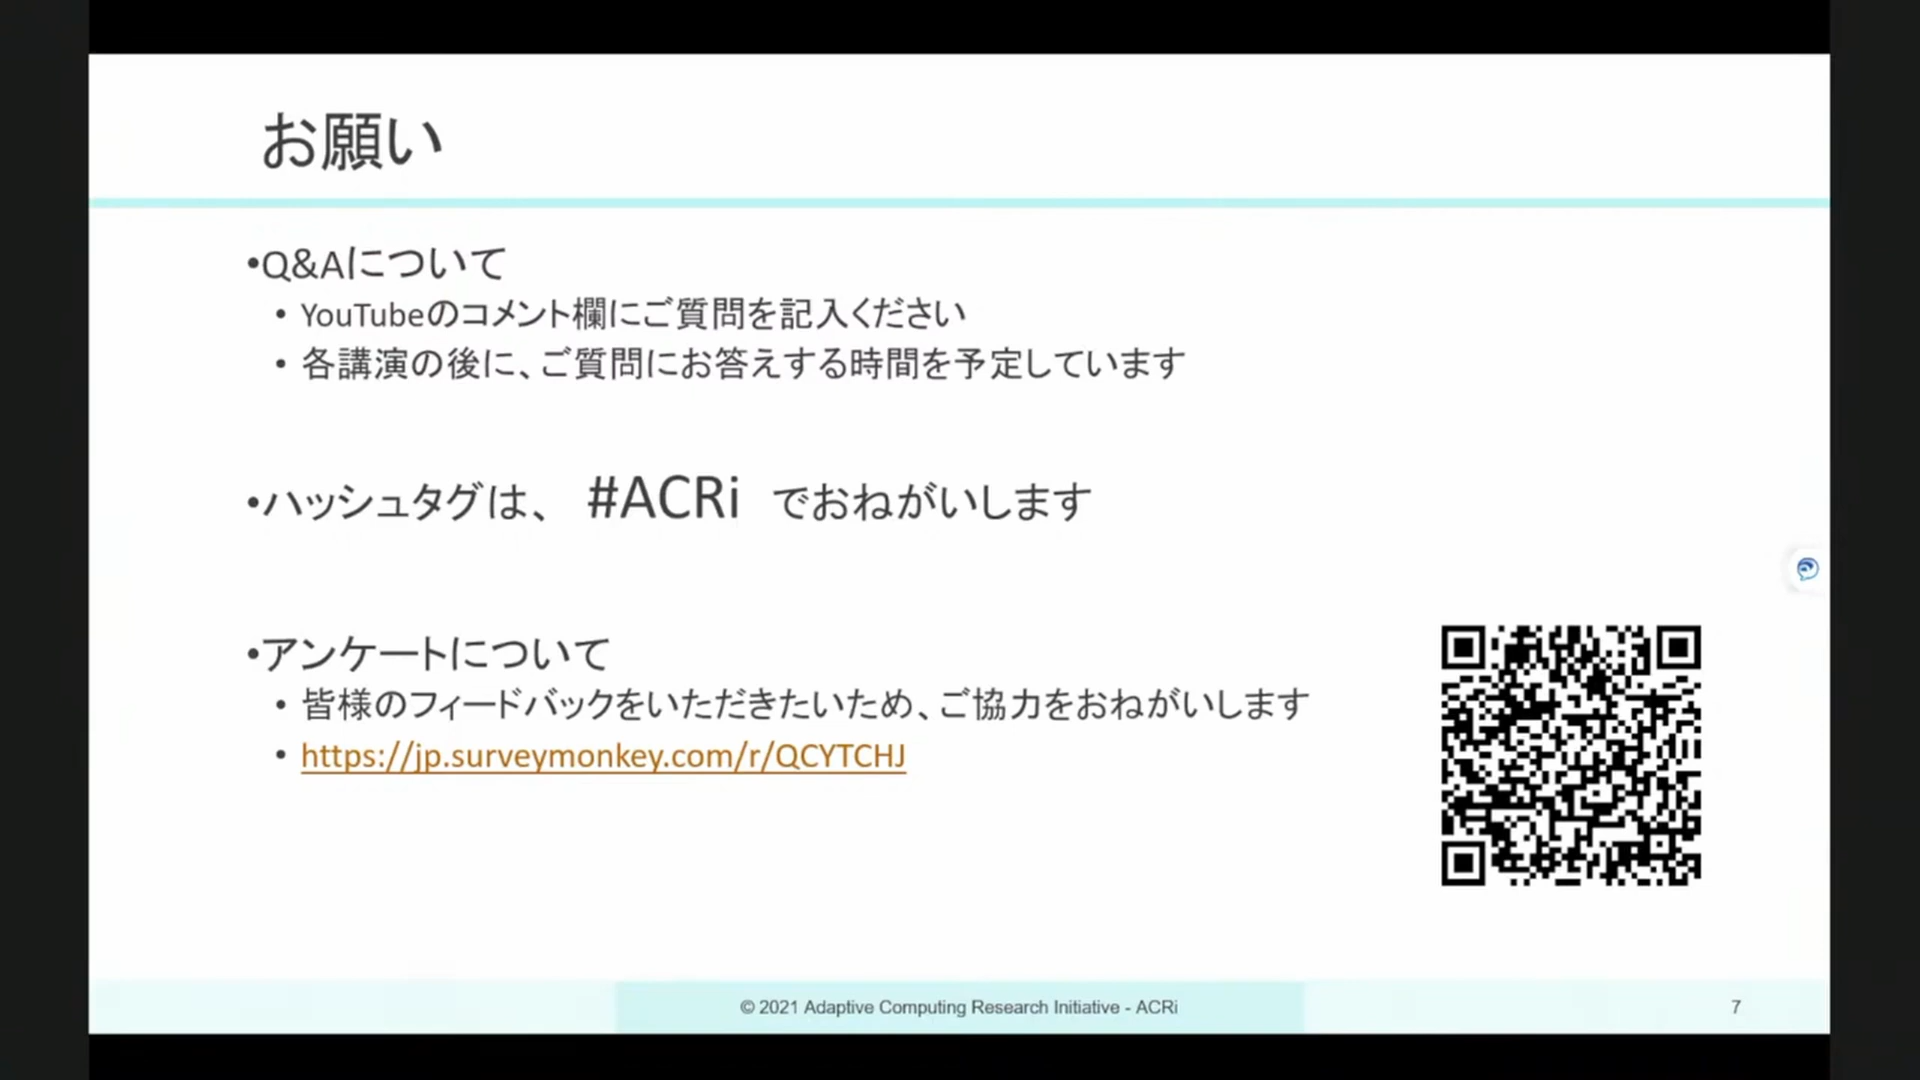 お願い
•Q&Aについて
• YouTubeのコメント欄にご質問を記入ください
• 各講演の後に、ご質問にお答えする時間を予定しています
•ハッシュタグは、 #ACRi でおねがいします
•アンケートについて
• 皆様のフィードバックをいただきたいため、ご協力をおねがいします
• https://jp.surveymonkey.com/r/QCYTCHJ
© 2021 Adaptive Computing Research Initiative - ACRi
7